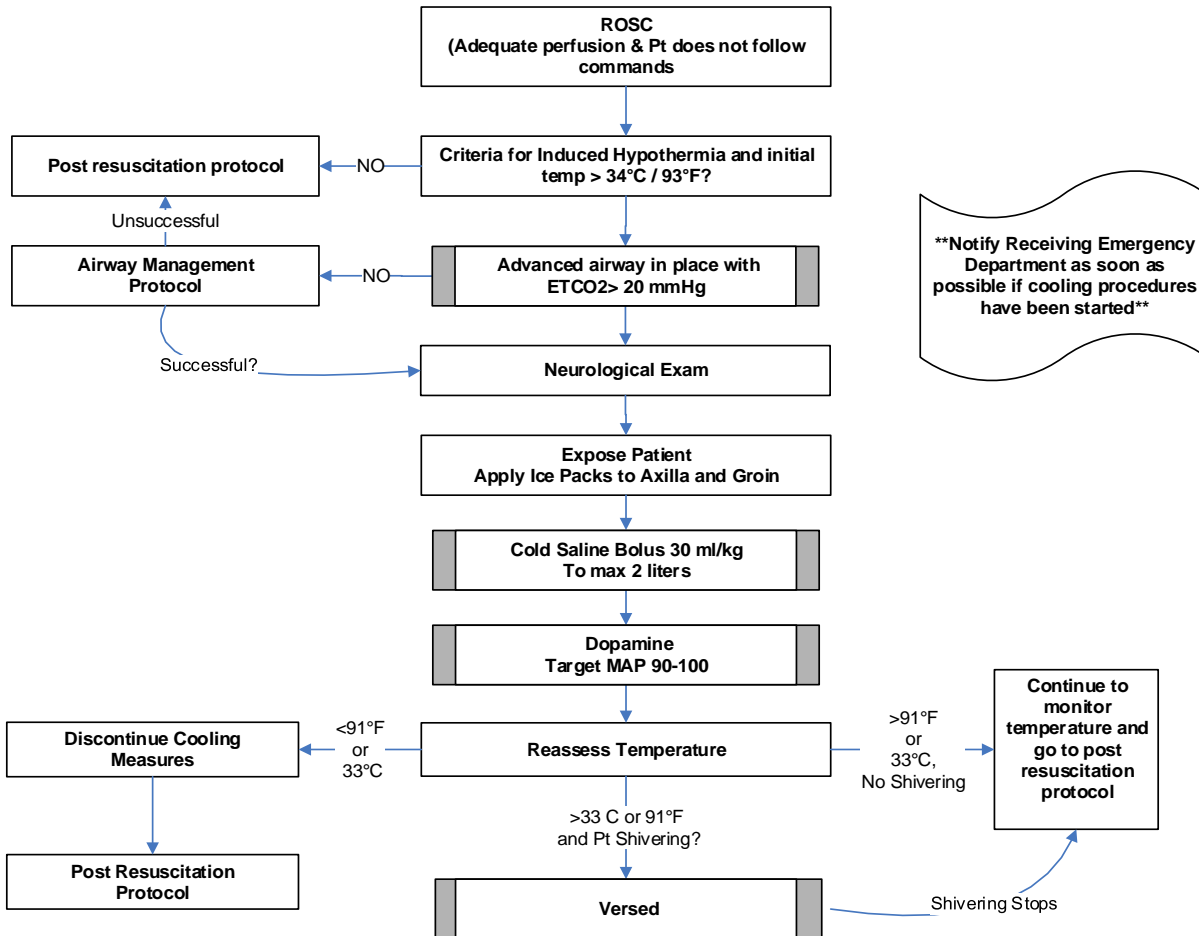 ROSC
(Adequate perfusion & Pt does not follow
commands
Post resuscitation protocol
NO
Criteria for Induced Hypothermia and initial
temp > 34°C / 93°F?
Unsuccessful
Airway Management
Protocol
NO
Advanced airway in place with
ETCO2> 20 mmHg
**Notify Receiving Emergency
Department as soon as
possible if cooling procedures
have been started**
Successful?
Neurological Exam
Expose Patient
Apply Ice Packs to Axilla and Groin
Cold Saline Bolus 30 ml/kg
To max 2 liters
Dopamine
Target MAP 90-100
Discontinue Cooling
Measures
<91°F
or
33°C
Reassess Temperature
>91°F
or
33°C,
No Shivering
Continue to
monitor
temperature and
go to post
resuscitation
protocol
>33 C or 91°F
and Pt Shivering?
Post Resuscitation
Protocol
Versed
Shivering Stops